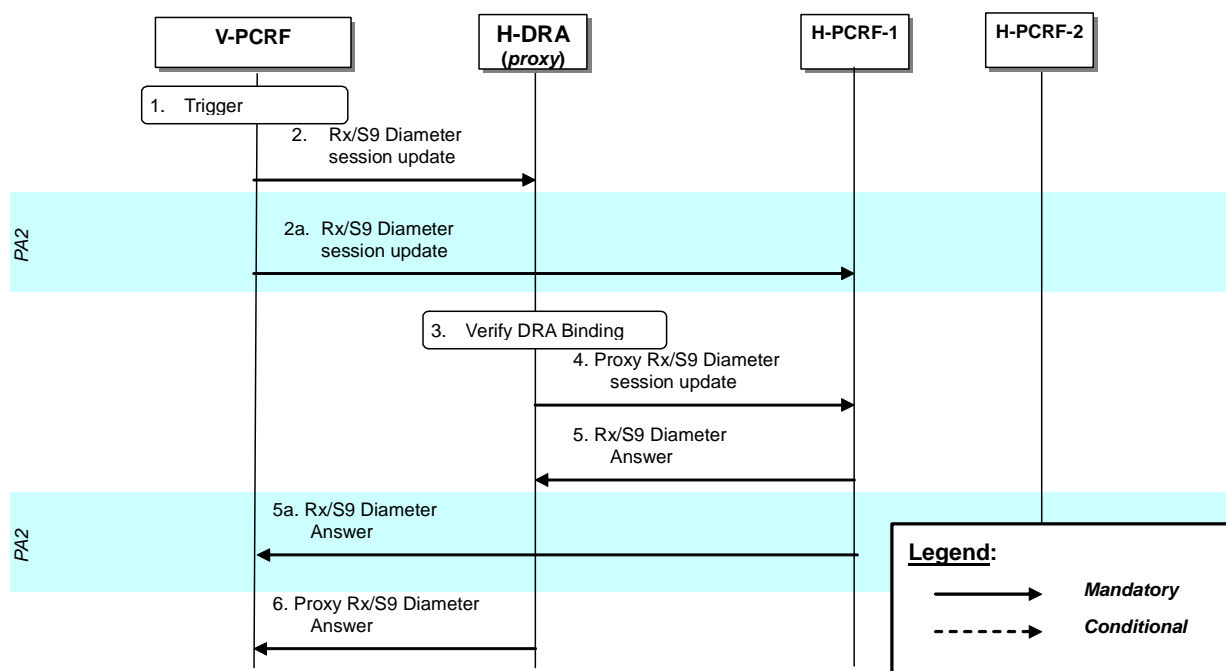 V-PCRF
H-DRA
(proxy)
H-PCRF-1
H-PCRF-2
1. Trigger
2. Rx/S9 Diameter
session update
PA2
2a. Rx/S9 Diameter
session update
3. Verify DRA Binding
4. Proxy Rx/S9 Diameter
session update
5. Rx/S9 Diameter
Answer
PA2
5a. Rx/S9 Diameter
Answer
6. Proxy Rx/S9 Diameter
Answer
Legend:
Mandatory
Conditional